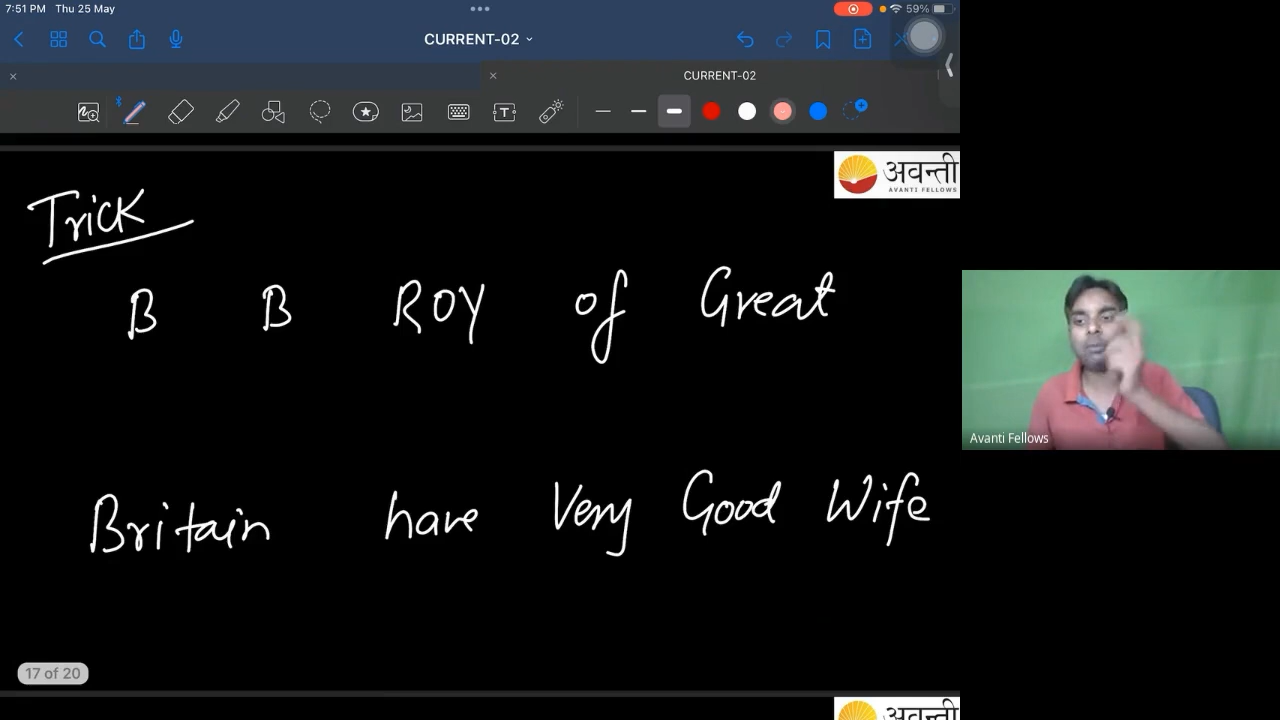 7:51 PM Thu 25 May
59%
CURRENT-02
CURRENT-02
T
अवन्ती
AVANTI FELLOWS
Trick
B B ROY of Great
Britain have Very Good Wife
Avanti Fellows
17 of 20
अवन्ती